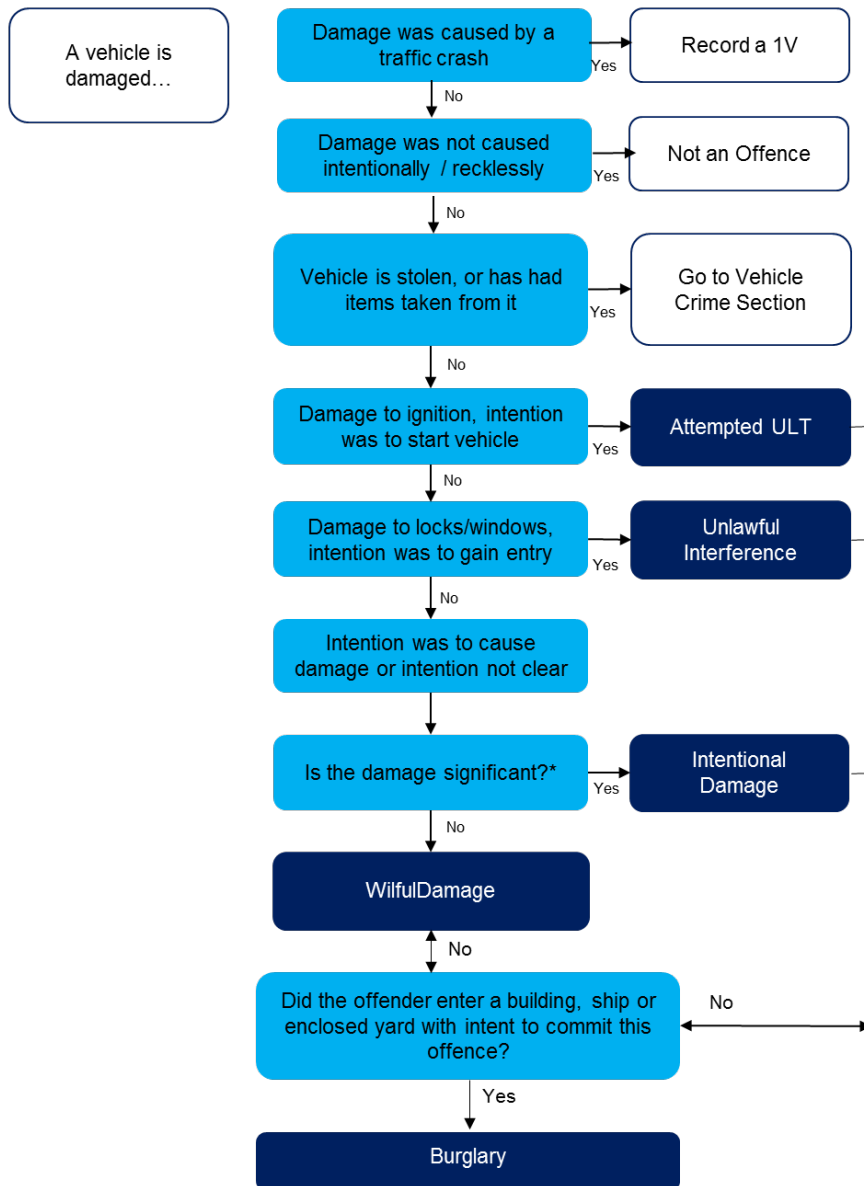 A vehicle is
damaged…
Damage was caused by a
traffic crash
Yes
Record a 1V
No
Damage was not caused
intentionally / recklessly
Yes
Not an Offence
No
Vehicle is stolen, or has had
items taken from it
Yes
Go to Vehicle
Crime Section
No
Damage to ignition, intention
was to start vehicle
Yes
Attempted ULT
No
Damage to locks/windows,
intention was to gain entry
Yes
Unlawful
Interference
No
Intention was to cause
damage or intention not clear
Is the damage significant?*
Yes
Intentional
Damage
No
WilfulDamage
No
Did the offender enter a building, ship or
enclosed yard with intent to commit this
offence?
No
Yes
Burglary